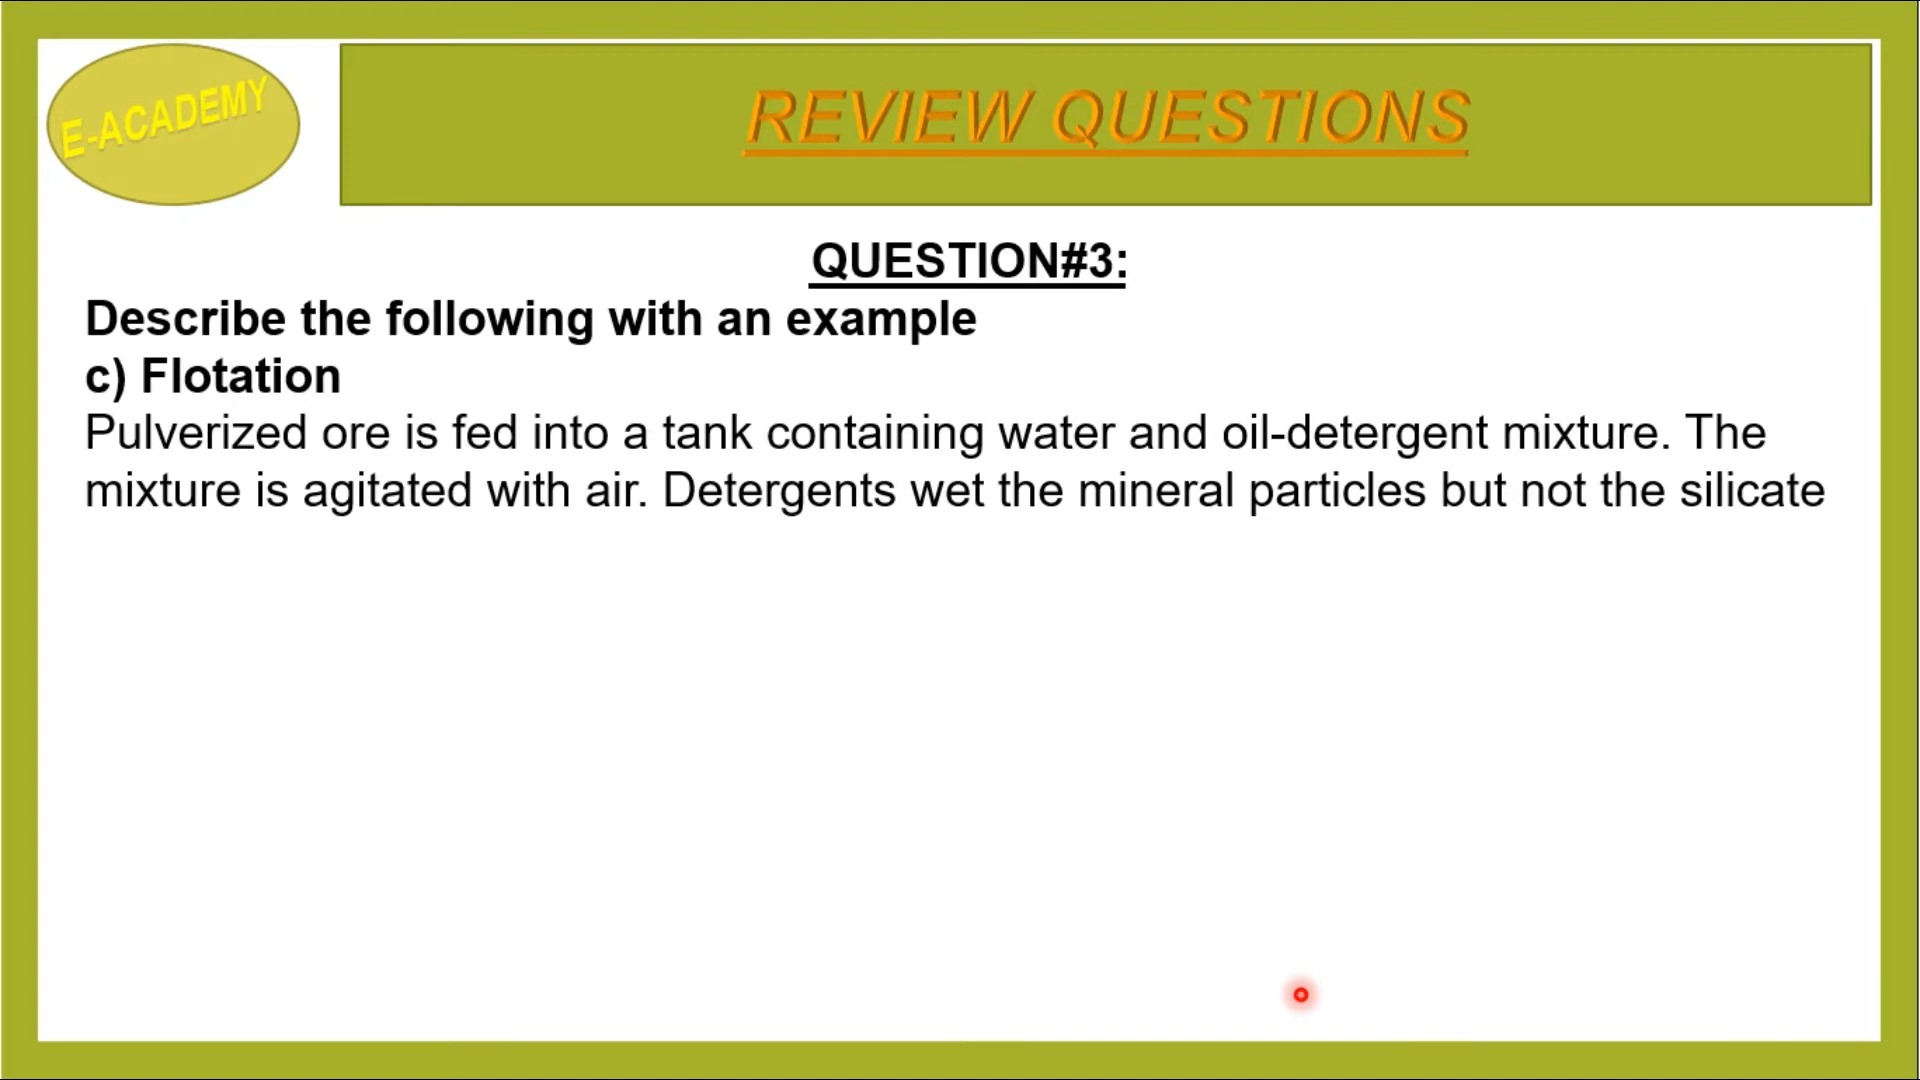 E-ACADEMY
REVIEW QUESTIONS
QUESTION#3:
Describe the following with an example
c) Flotation
Pulverized ore is fed into a tank containing water and oil-detergent mixture. The
mixture is agitated with air. Detergents wet the mineral particles but not the silicate